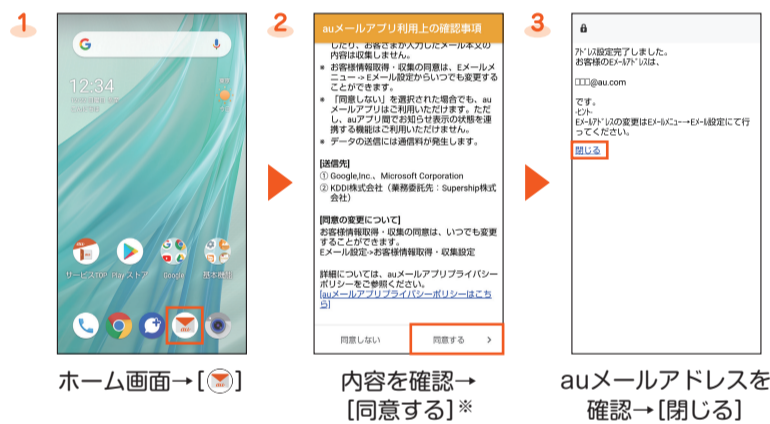 1
12:34
サービスTOP Play ストア Google 基本機能
ホーム画面→[ ]
2
auメールアプリ利用上の確認事項
したり、お客さまが入力したメール本文の
内容は収集しません。
※ お客様情報取得・収集の同意は、Eメールメ
ニュー -> Eメール設定からいつでも変更する
ことができます。
※ 「同意しない」を選択された場合でも、au
メールアプリはご利用いただけます。ただ
し、auアプリ間でお知らせ表示の状態を連
携する機能はご利用いただけません。
※ データの送信には通信料が発生します。
[送信先]
① Google,Inc.、Microsoft Corporation
② KDDI株式会社（業務委託先：Supership株式
会社）
[同意の変更について]
お客様情報取得・収集の同意は、いつでも変更
することができます。
Eメール設定->お客様情報取得・収集設定
詳細については、auメールアプリプライバシー
ポリシーをご参照ください。
[auメールアプリプライバシーポリシーはこち
ら]
同意しない 同意する >
内容を確認→
[同意する]※
3
ｱﾄﾞﾚｽ設定完了しました。
お客様のEﾒｰﾙｱﾄﾞﾚｽは、
□□□@au.com
です。
-ﾋﾝﾄ-
Eﾒｰﾙｱﾄﾞﾚｽの変更はEﾒｰﾙﾒﾆｭｰ→Eﾒｰﾙ設定にて行
ってください。
閉じる
auメールアドレスを
確認→[閉じる]